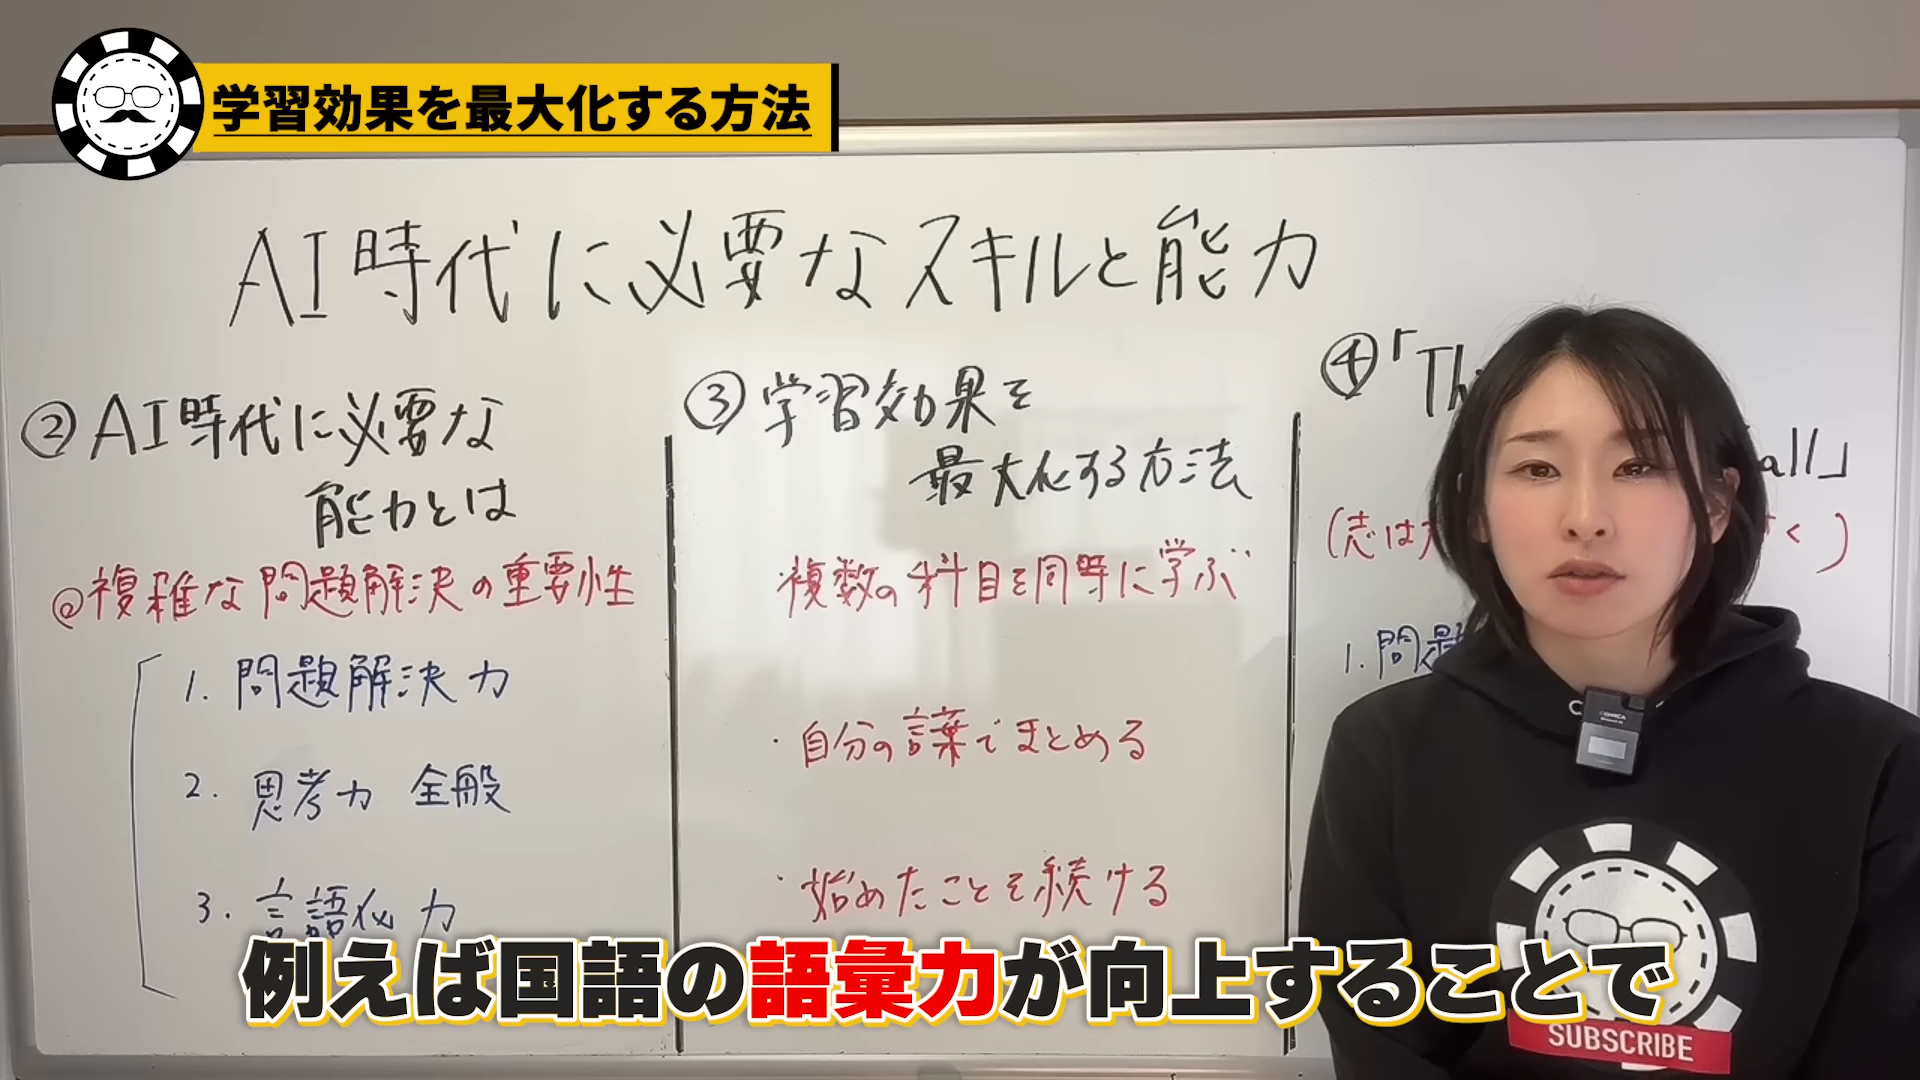 学習効果を最大化する方法
AI時代に必要なスキルと能力
② AI時代に必要な
能力とは
◎複雑な問題解決の重要性
1. 問題解決力
2. 思考力 全般
3. 言語化力
③ 学習効果を
最大化する方法
複数の科目を同時に学ぶ
・自分の言葉でまとめる
・始めたことを続ける
④「Th
all」
(志は
く)
1. 問題
例えば国語の語彙力が向上することで
SUBSCRIBE